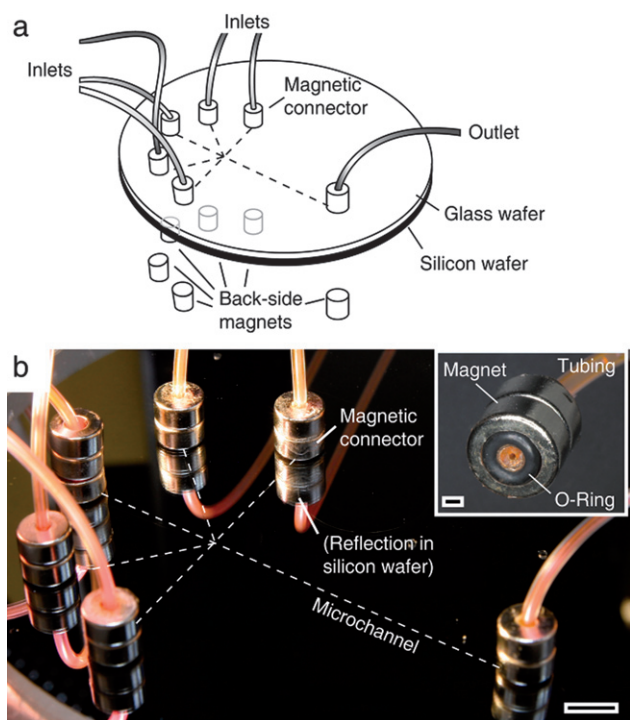 a
Inlets
Inlets
Magnetic
connector
Outlet
Glass wafer
Silicon wafer
Back-side
magnets
b
Tubing
Magnet
O-Ring
Magnetic
connector
(Reflection in
silicon wafer)
Microchannel